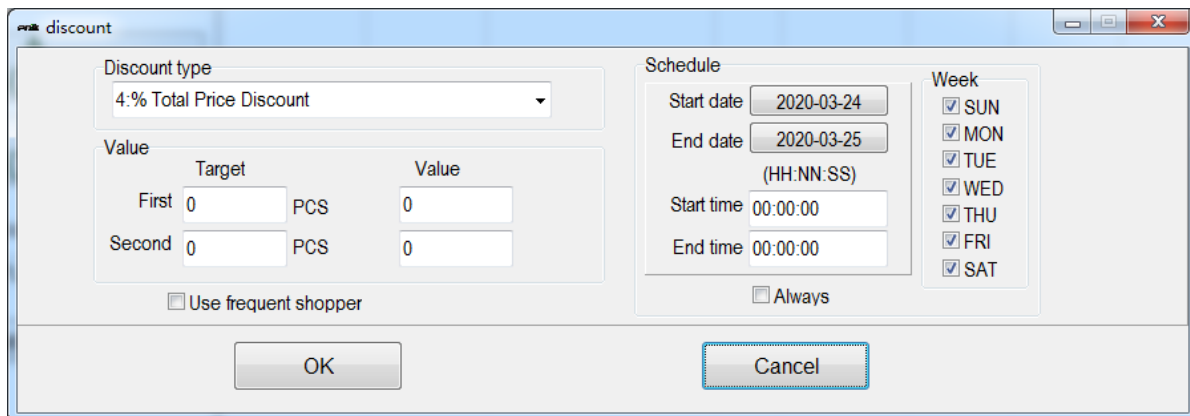 discount
Discount type
4:% Total Price Discount
Value
Target Value
First 0 PCS 0
Second 0 PCS 0
Use frequent shopper
Schedule
Start date 2020-03-24
End date 2020-03-25
(HH:NN:SS)
Start time 00:00:00
End time 00:00:00
Always
Week
SUN
MON
TUE
WED
THU
FRI
SAT
OK Cancel